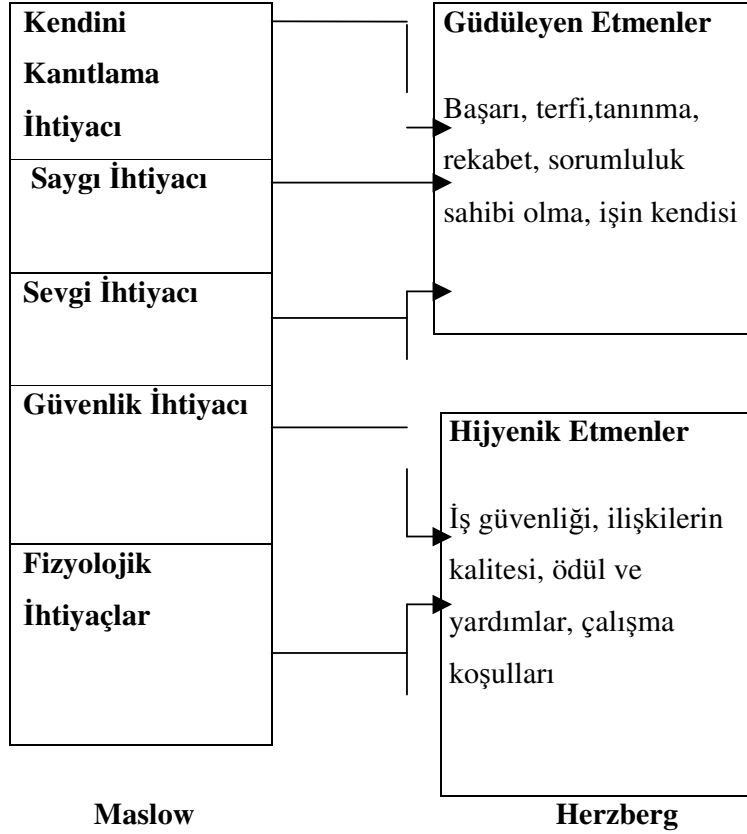 Kendini
Kanıtlama
İhtiyacı
Saygı İhtiyacı
Sevgi İhtiyacı
Güvenlik İhtiyacı
Fizyolojik
İhtiyaçlar
Maslow
Güdüleyen Etmenler
Başarı, terfi,tanınma,
rekabet, sorumluluk
sahibi olma, işin kendisi
Hijyenik Etmenler
İş güvenliği, ilişkilerin
kalitesi, ödül ve
yardımlar, çalışma
koşulları
Herzberg